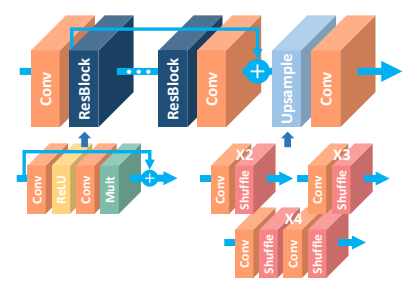 Conv
ResBlock
ResBlock
Conv
Upsample
Conv
Conv
ReLU
Conv
Mult
X2
Conv
Shuffle
X3
Conv
Shuffle
X4
Conv
Shuffle
Conv
Shuffle